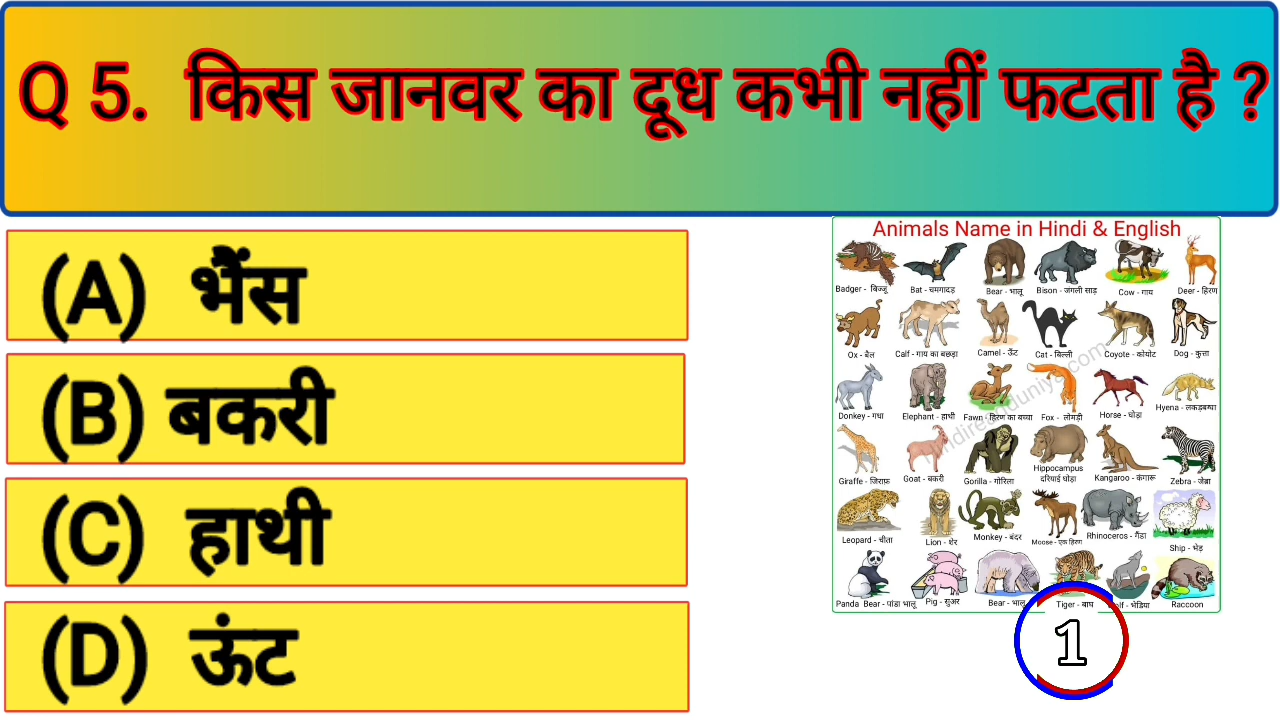 Q 5. किस जानवर का दूध कभी नहीं फटता है ?
(A) भैंस
(B) बकरी
(C) हाथी
(D) ऊंट
Animals Name in Hindi & English
Badger - बिज्जू Bat - चमगादड़ Bear - भालू Bison - जंगली साड़ Cow - गाय Deer - हिरण
Ox - बैल Calf - गाय का बछड़ा Camel - ऊँट Cat - बिल्ली Coyote - कोयोट Dog - कुत्ता
Donkey - गधा Elephant - हाथी Fawn - हिरण का बच्चा Fox - लोमड़ी Horse - घोड़ा Hyena - लकड़बग्घा
Giraffe - जिराफ़ Goat - बकरी Gorilla - गोरिला Hippocampus Kangaroo - कंगारू Zebra - जेब्रा
दरियाई घोड़ा
Leopard - चीता Lion - शेर Monkey - बंदर Moose - एक हिरण Rhinoceros - गैंडा Ship - भेड़
Panda Bear - पांडा भालू Pig - सुअर Bear - भालू Tiger - बाघ भेड़िया Raccoon
1